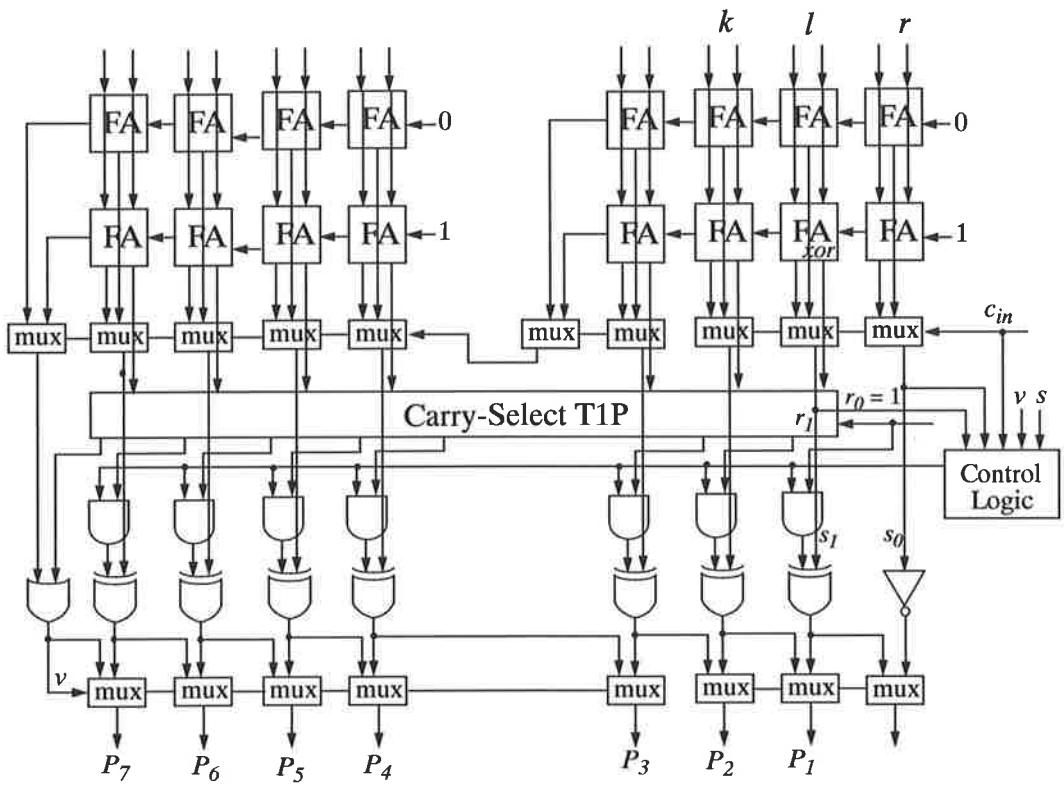 k l r
FA FA FA FA 0 FA FA FA FA 0
FA FA FA FA 1 FA FA FA FA 1
xor
mux mux mux mux mux mux mux mux mux mux c_in
v s
Carry-Select T1P r_1 r_0 = 1
Control
Logic
s_1 s_0
v mux mux mux mux mux mux mux mux
P_7 P_6 P_5 P_4 P_3 P_2 P_1